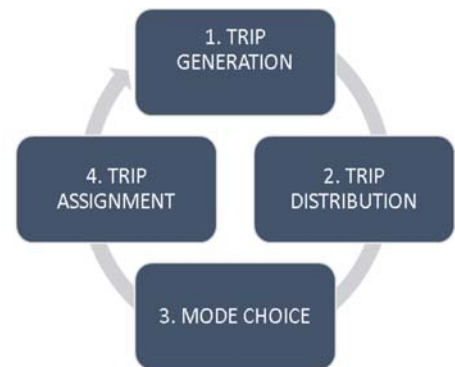 1. TRIP
GENERATION
2. TRIP
DISTRIBUTION
3. MODE CHOICE
4. TRIP
ASSIGNMENT